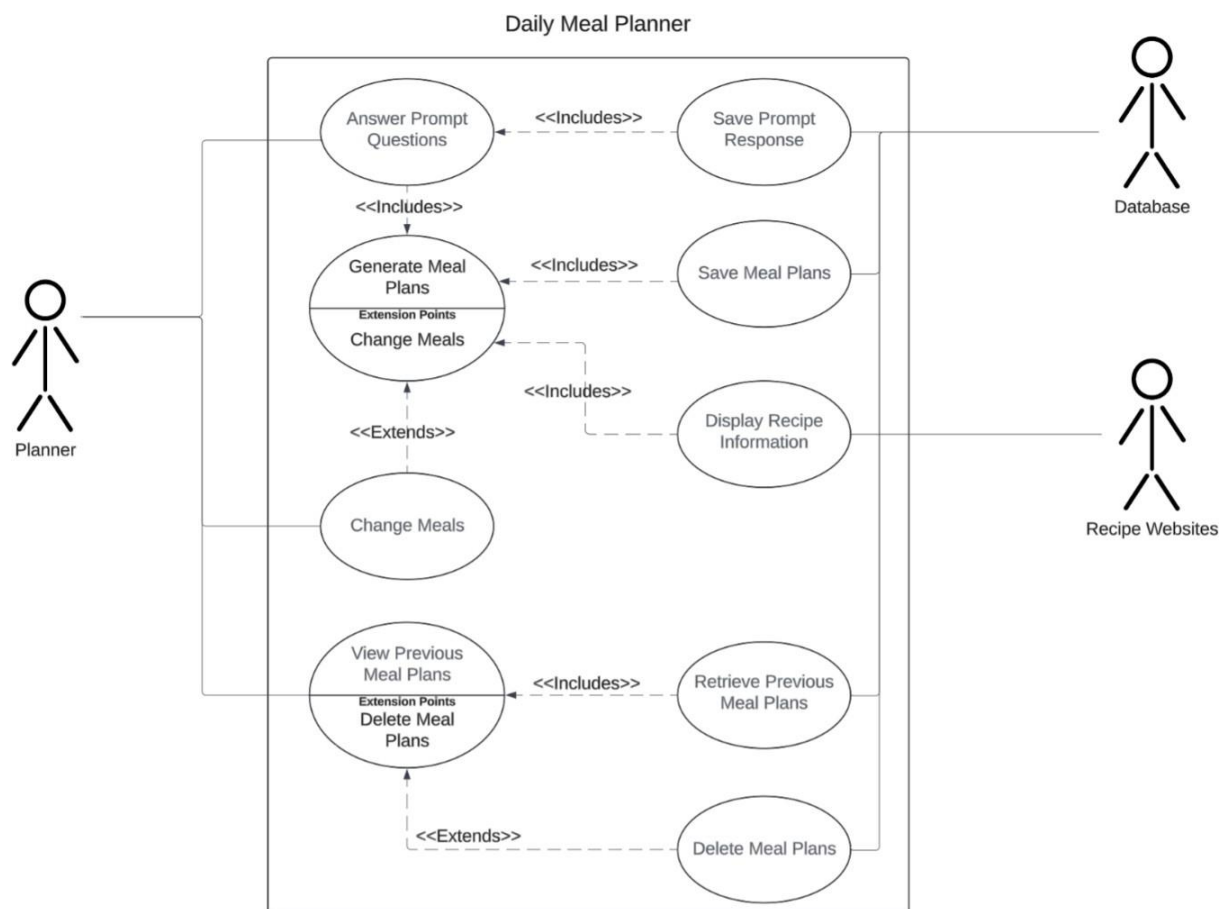 Daily Meal Planner
Answer Prompt
Questions
<<Includes>>
Save Prompt
Response
Database
<<Includes>>
Generate Meal
Plans
Extension Points
Change Meals
<<Includes>>
Save Meal Plans
<<Includes>>
Display Recipe
Information
Planner
<<Extends>>
Recipe Websites
Change Meals
View Previous
Meal Plans
Extension Points
Delete Meal
Plans
<<Includes>>
Retrieve Previous
Meal Plans
<<Extends>>
Delete Meal Plans